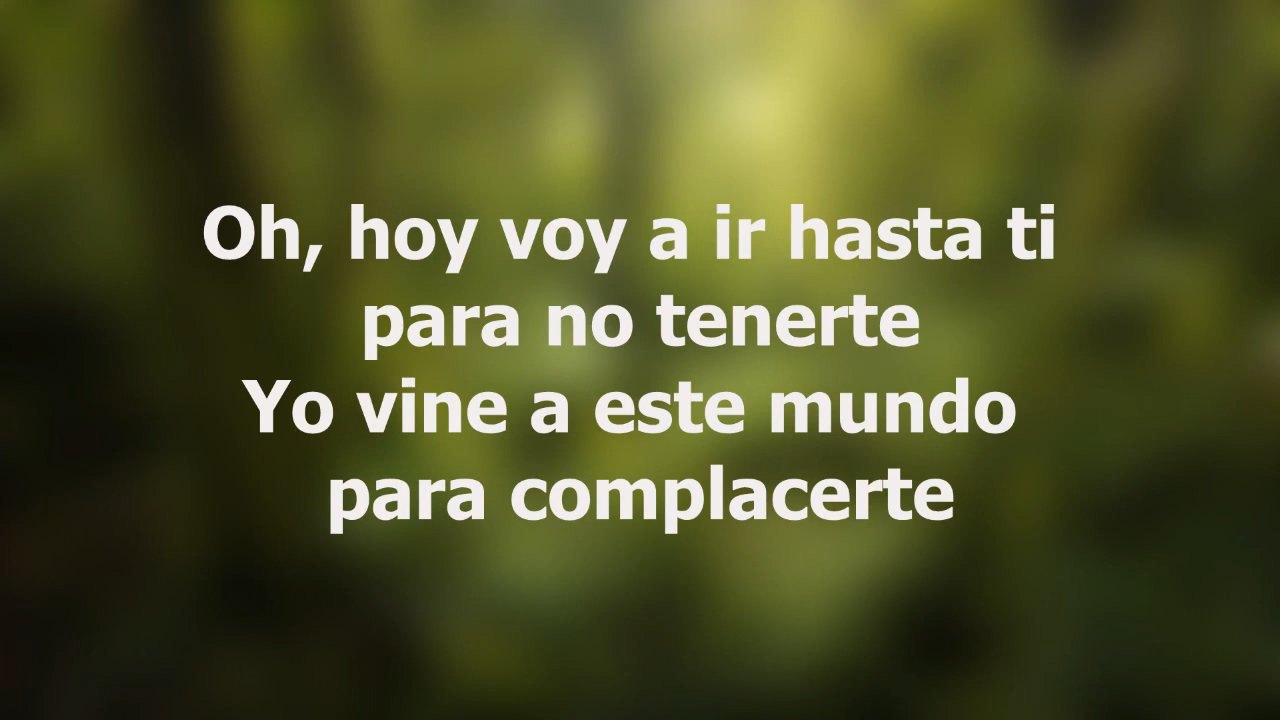 Oh, hoy voy a ir hasta ti
para no tenerte
Yo vine a este mundo
para complacerte